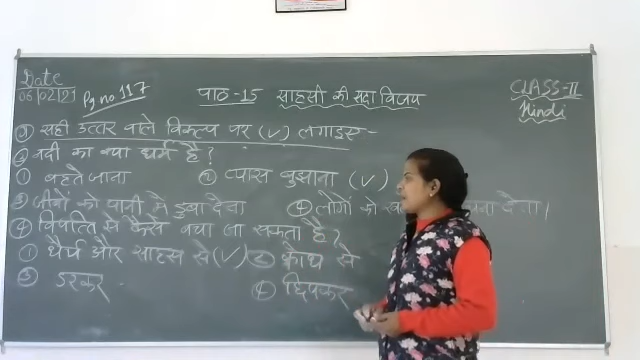 Date
06/02/21
Pg no. 117
पाठ-15 साहसी की सदा विजय
CLASS-II
Hindi
सही उत्तर वाले विकल्प पर (✓) लगाइए-
नदी का क्या धर्म है?
① बहते जाना ② प्यास बुझाना (✓)
③ जीवों को पानी में डुबा देना ④ लोगों को देना।
विपत्ति से कैसे बचा जा सकता है?
① धैर्य और साहस से (✓) ② क्रोध से
③ डरकर ④ छिपकर